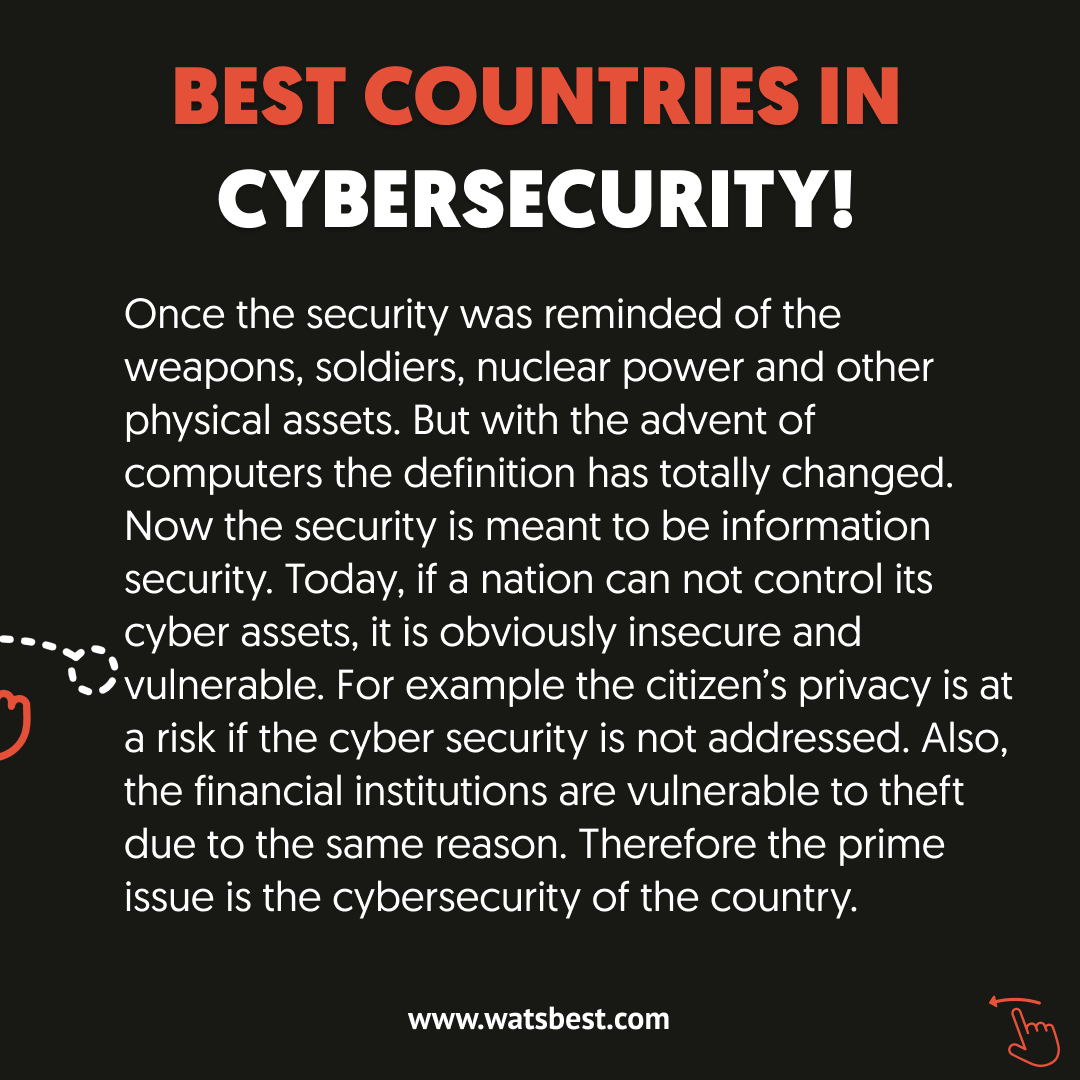 BEST COUNTRIES IN
CYBERSECURITY!
Once the security was reminded of the
weapons, soldiers, nuclear power and other
physical assets. But with the advent of
computers the definition has totally changed.
Now the security is meant to be information
security. Today, if a nation can not control its
cyber assets, it is obviously insecure and
vulnerable. For example the citizen’s privacy is at
a risk if the cyber security is not addressed. Also,
the financial institutions are vulnerable to theft
due to the same reason. Therefore the prime
issue is the cybersecurity of the country.
www.watsbest.com